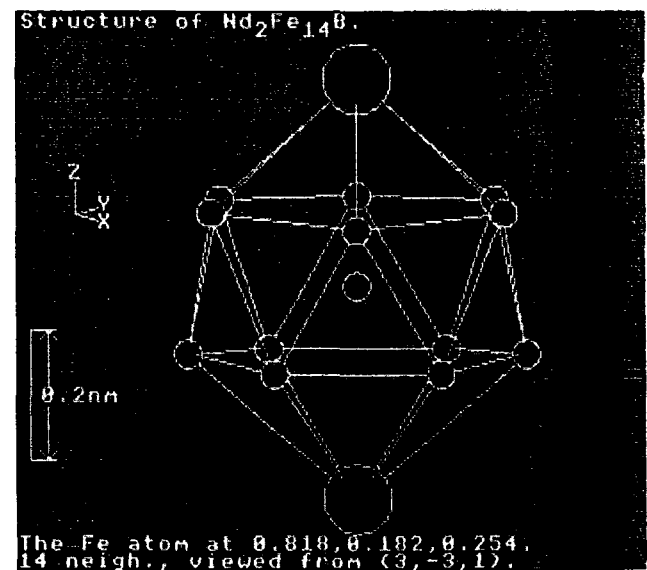 Structure of Nd2Fe14B.
Z
Y
X
0.2nm
The Fe atom at 0.818,0.182,0.254.
14 neigh., viewed from (3,-3,1).